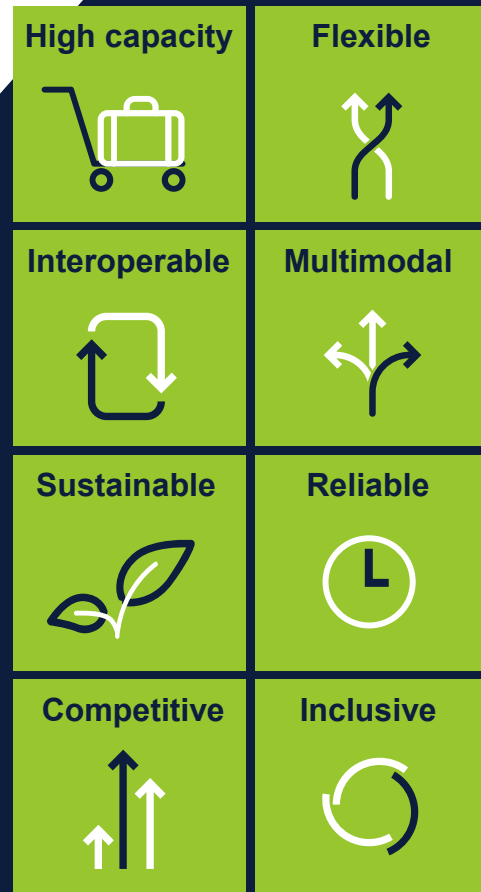 High capacity
Flexible
Interoperable
Multimodal
Sustainable
Reliable
Competitive
Inclusive